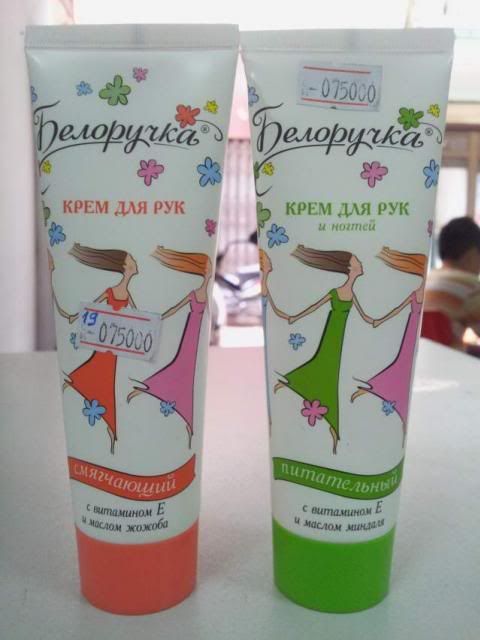 Белоручка®
КРЕМ ДЛЯ РУК
19
075000
смягчающий
с витамином Е
и маслом жожоба
075000
Белоручка®
КРЕМ ДЛЯ РУК
и ногтей
питательный
с витамином Е
и маслом миндаля